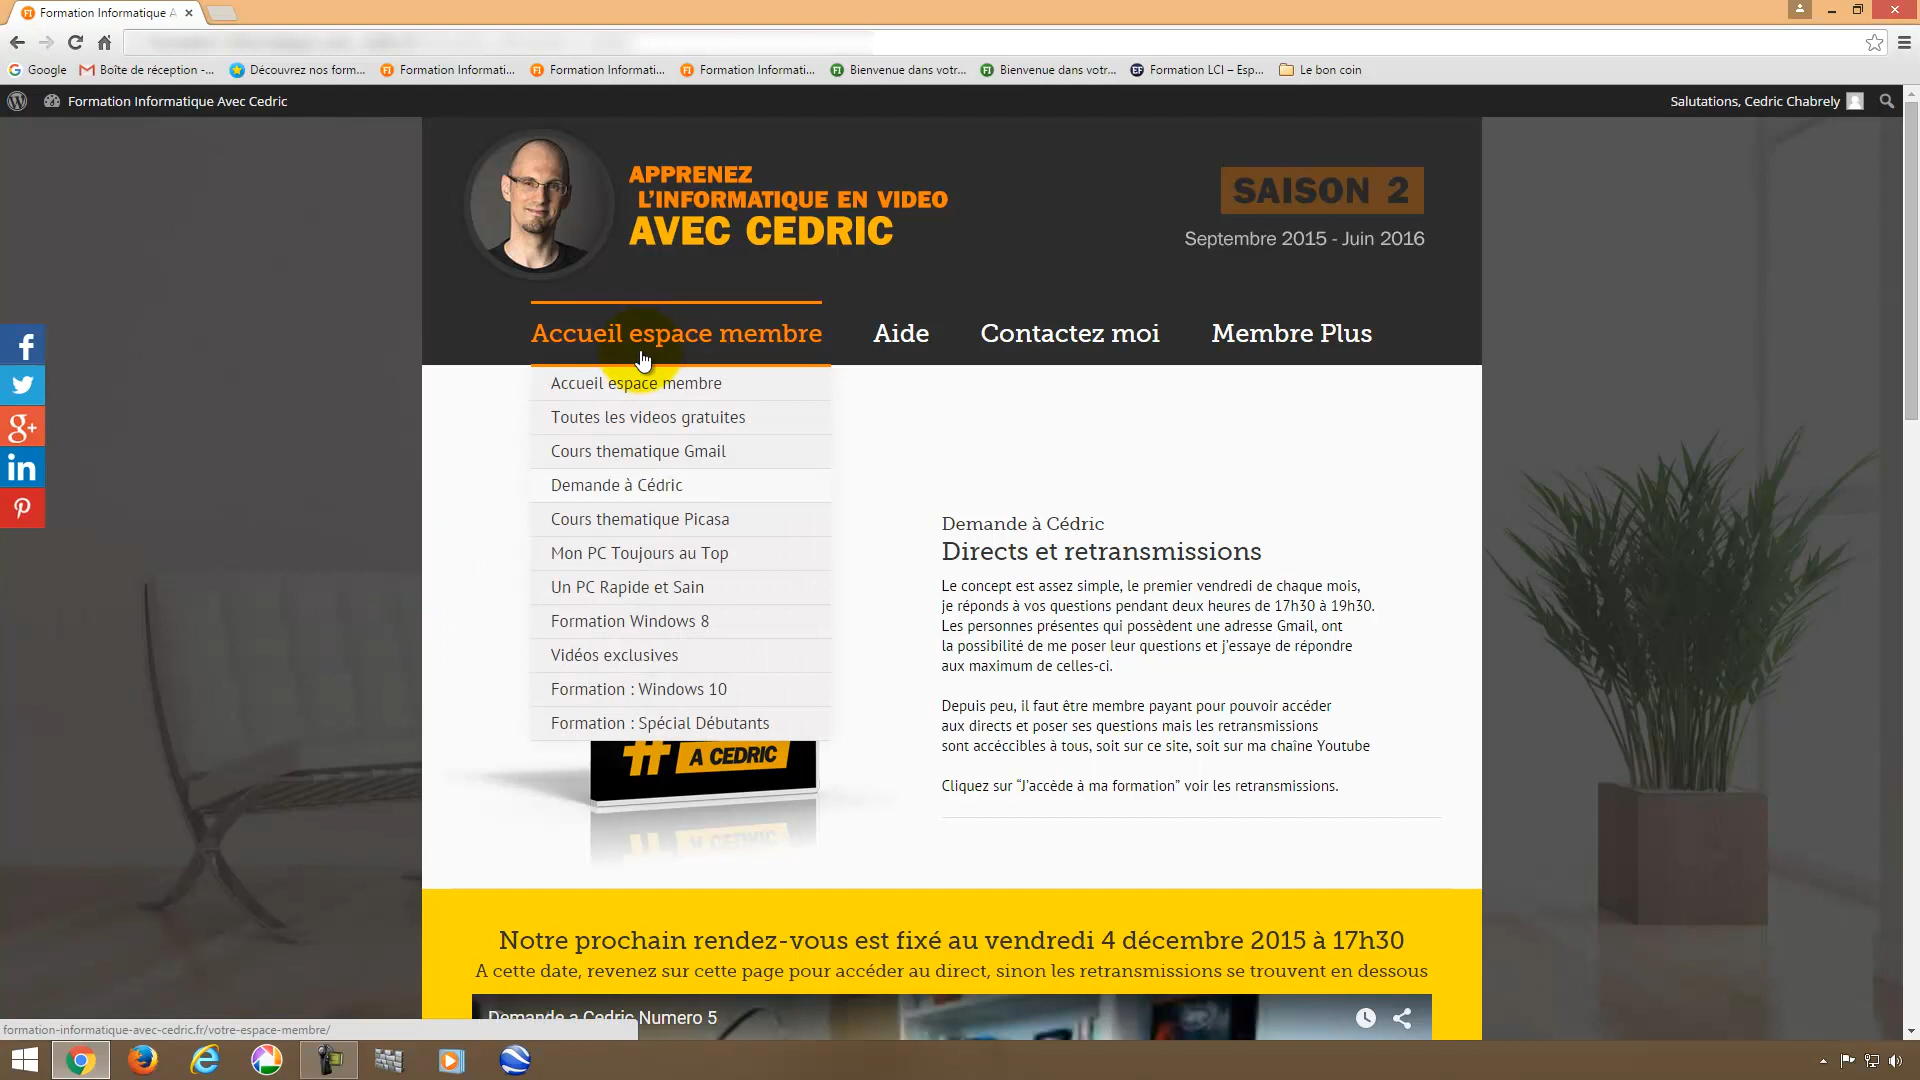 Formation Informatique A
Google
Boîte de réception -...
Découvrez nos form...
Formation Informati...
Formation Informati...
Formation Informati...
Bienvenue dans votr...
Bienvenue dans votr...
Formation LCI – Esp...
Le bon coin
Formation Informatique Avec Cedric
Salutations, Cedric Chabrely
APPRENEZ
L'INFORMATIQUE EN VIDEO
AVEC CEDRIC
SAISON 2
Septembre 2015 - Juin 2016
Accueil espace membre
Aide
Contactez moi
Membre Plus
Accueil espace membre
Toutes les videos gratuites
Cours thematique Gmail
Demande à Cédric
Cours thematique Picasa
Mon PC Toujours au Top
Un PC Rapide et Sain
Formation Windows 8
Vidéos exclusives
Formation : Windows 10
Formation : Spécial Débutants
# A CEDRIC
Demande à Cédric
Directs et retransmissions
Le concept est assez simple, le premier vendredi de chaque mois,
je réponds à vos questions pendant deux heures de 17h30 à 19h30.
Les personnes présentes qui possèdent une adresse Gmail, ont
la possibilité de me poser leur questions et j'essaye de répondre
aux maximum de celles-ci.
Depuis peu, il faut être membre payant pour pouvoir accéder
aux directs et poser ses questions mais les retransmissions
sont accéccibles à tous, soit sur ce site, soit sur ma chaîne Youtube
Cliquez sur “J'accède à ma formation” voir les retransmissions.
Notre prochain rendez-vous est fixé au vendredi 4 décembre 2015 à 17h30
A cette date, revenez sur cette page pour accéder au direct, sinon les retransmissions se trouvent en dessous
Demande a Cedric Numero 5
formation-informatique-avec-cedric.fr/votre-espace-membre/